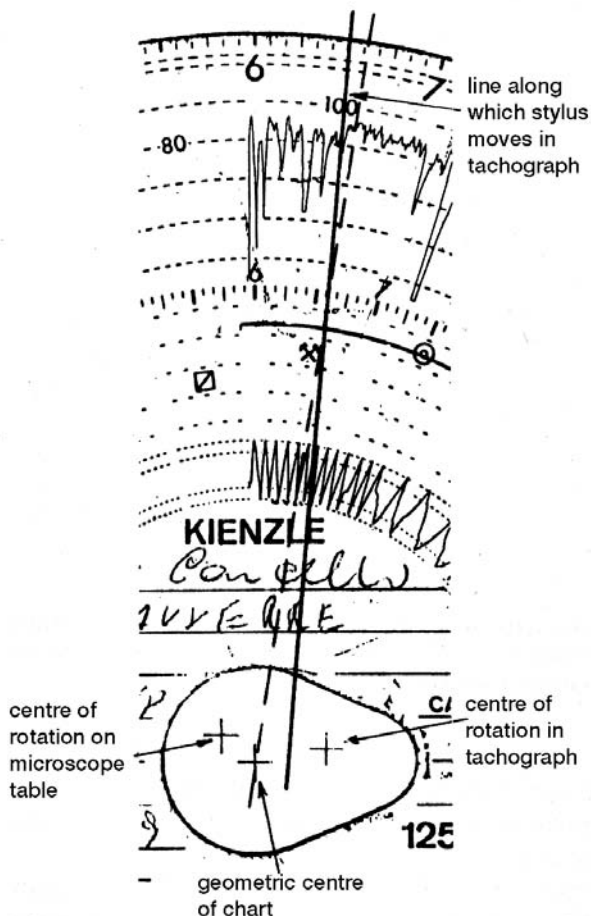 6
7
100
80
line along
which stylus
moves in
tachograph
6
7
KIENZLE
centre of
rotation on
microscope
table
CA
centre of
rotation in
tachograph
125
geometric centre
of chart